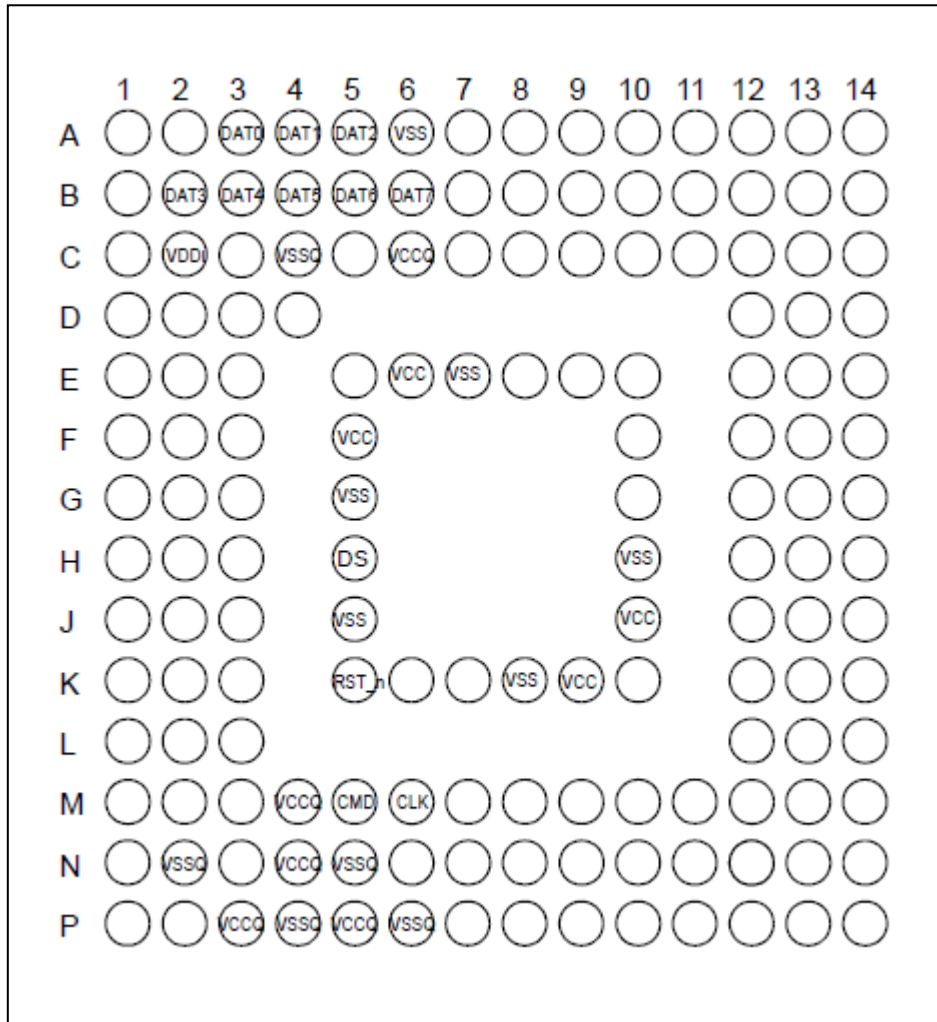 1 2 3 4 5 6 7 8 9 10 11 12 13 14
A DAT0 DAT1 DAT2 VSS
B DAT3 DAT4 DAT5 DAT6 DAT7
C VDDI VSSQ VCCQ
D
E VCC VSS
F VCC
G VSS
H DS VSS
J VSS VCC
K RST_n VSS VCC
L
M VCCQ CMD CLK
N VSSQ VCCQ VSSQ
P VCCQ VSSQ VCCQ VSSQ